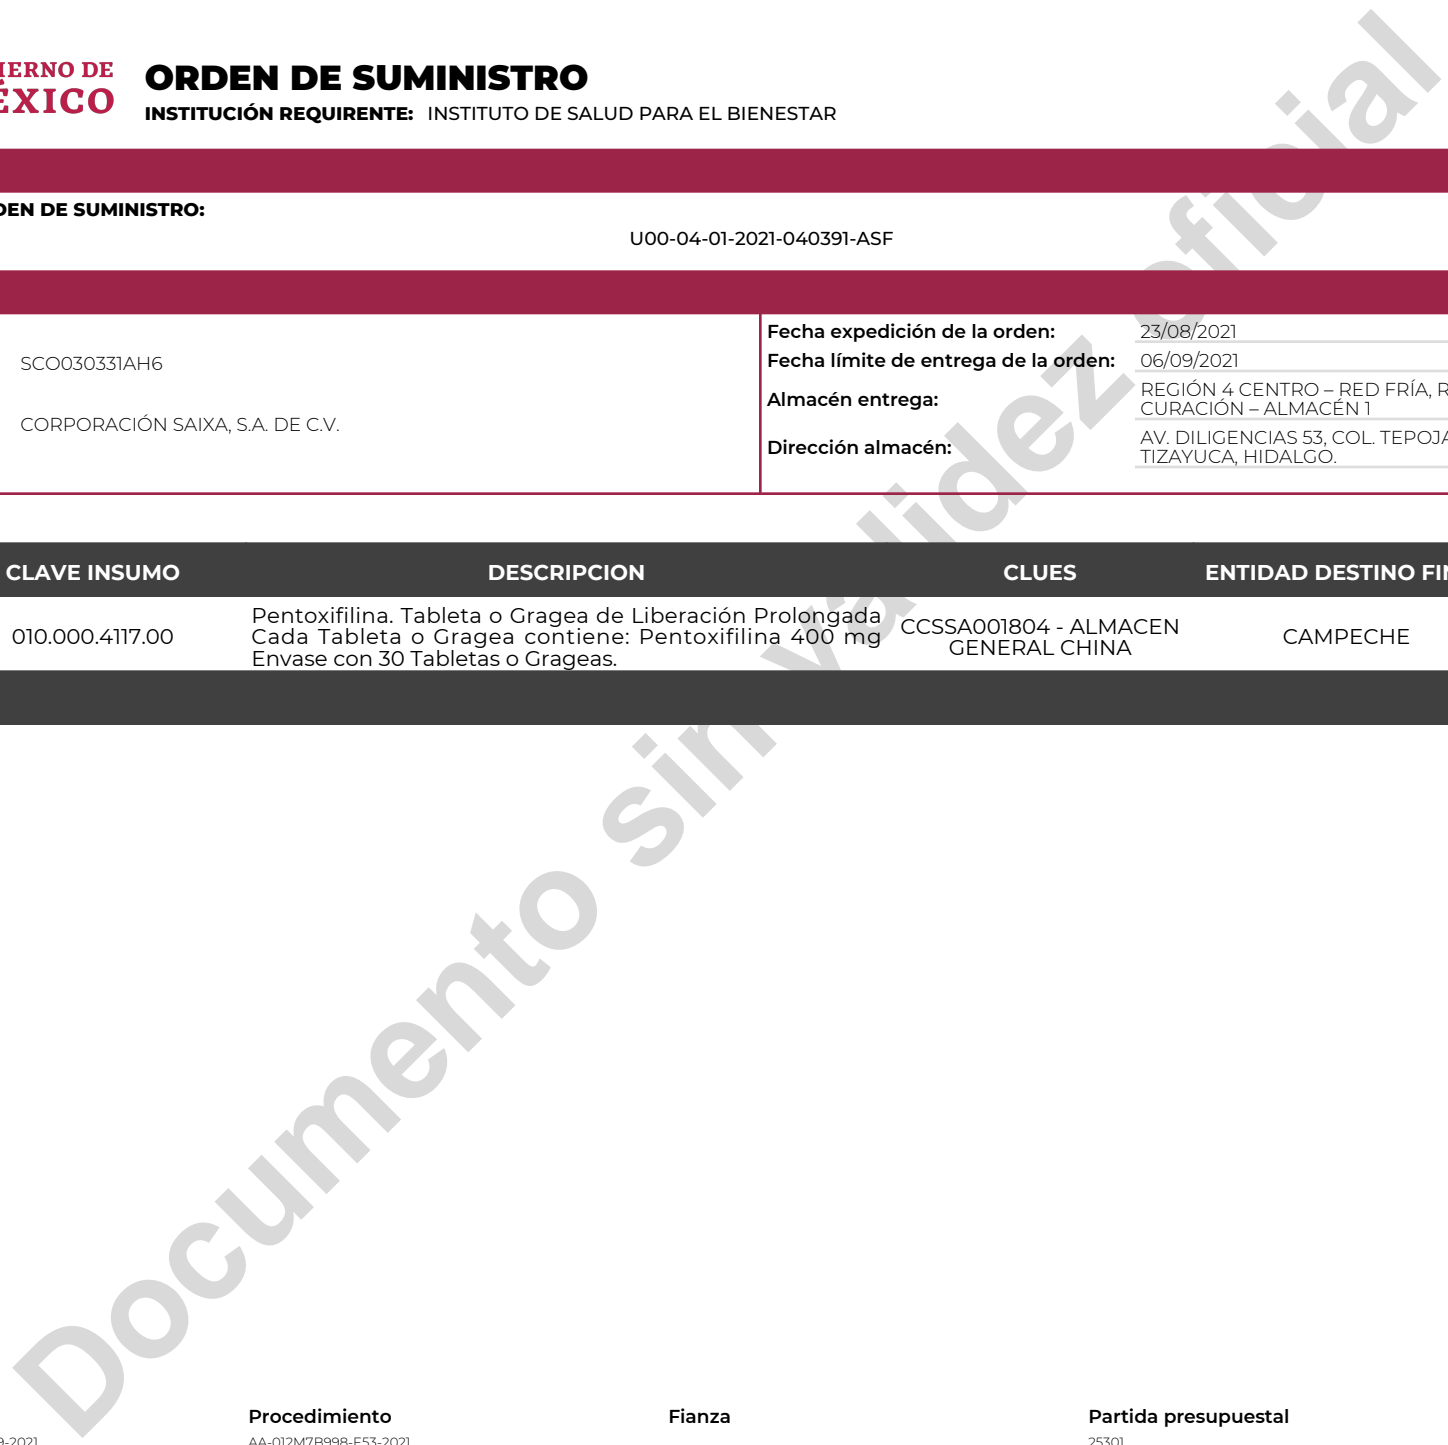 IERNO DE
ÉXICO
ORDEN DE SUMINISTRO
INSTITUCIÓN REQUIRENTE: INSTITUTO DE SALUD PARA EL BIENESTAR
DEN DE SUMINISTRO:
U00-04-01-2021-040391-ASF
SCO030331AH6
CORPORACIÓN SAIXA, S.A. DE C.V.
Fecha expedición de la orden: 23/08/2021
Fecha límite de entrega de la orden: 06/09/2021
Almacén entrega: REGIÓN 4 CENTRO – RED FRÍA, R
CURACIÓN – ALMACÉN 1
Dirección almacén: AV. DILIGENCIAS 53, COL. TEPOJA
TIZAYUCA, HIDALGO.
CLAVE INSUMO DESCRIPCION CLUES ENTIDAD DESTINO FIN
010.000.4117.00
Pentoxifilina. Tableta o Gragea de Liberación Prolongada
Cada Tableta o Gragea contiene: Pentoxifilina 400 mg
Envase con 30 Tabletas o Grageas.
CCSSA001804 - ALMACEN
GENERAL CHINA
CAMPECHE
Documento sin validez oficial
Procedimiento Fianza Partida presupuestal
9-2021 AA-012M7B998-E53-2021 25301